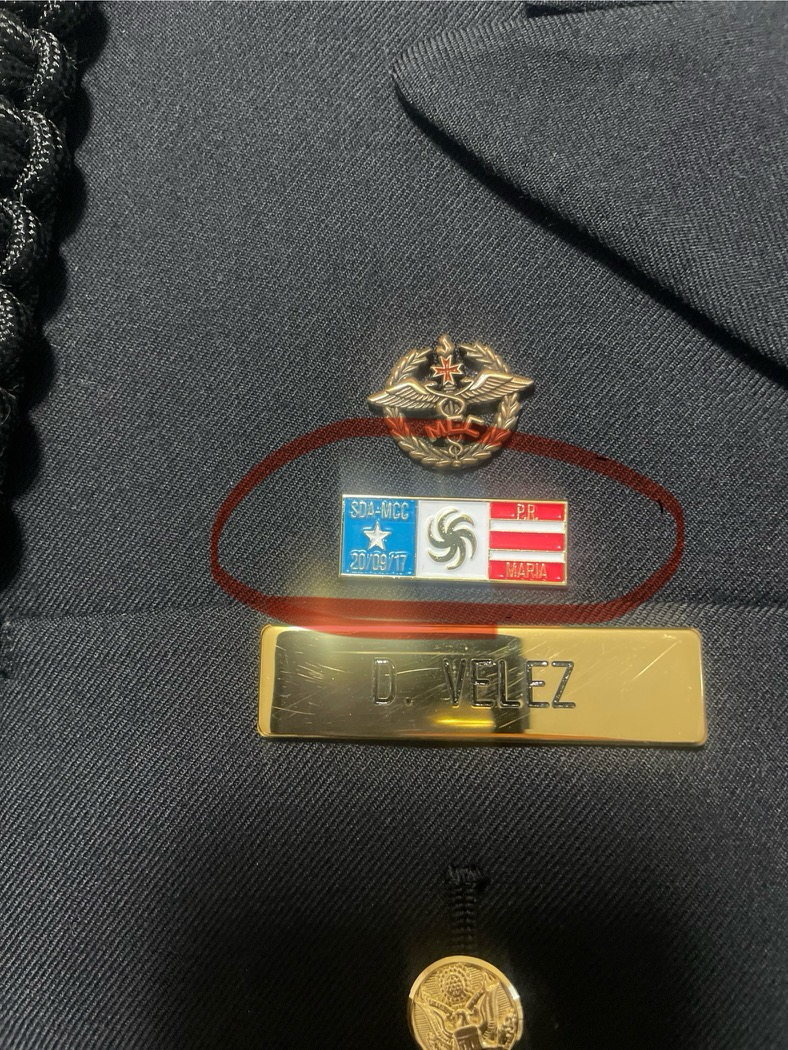 MCC
SDA-MCC
20/09/17
P.R.
MARIA
D. VELEZ